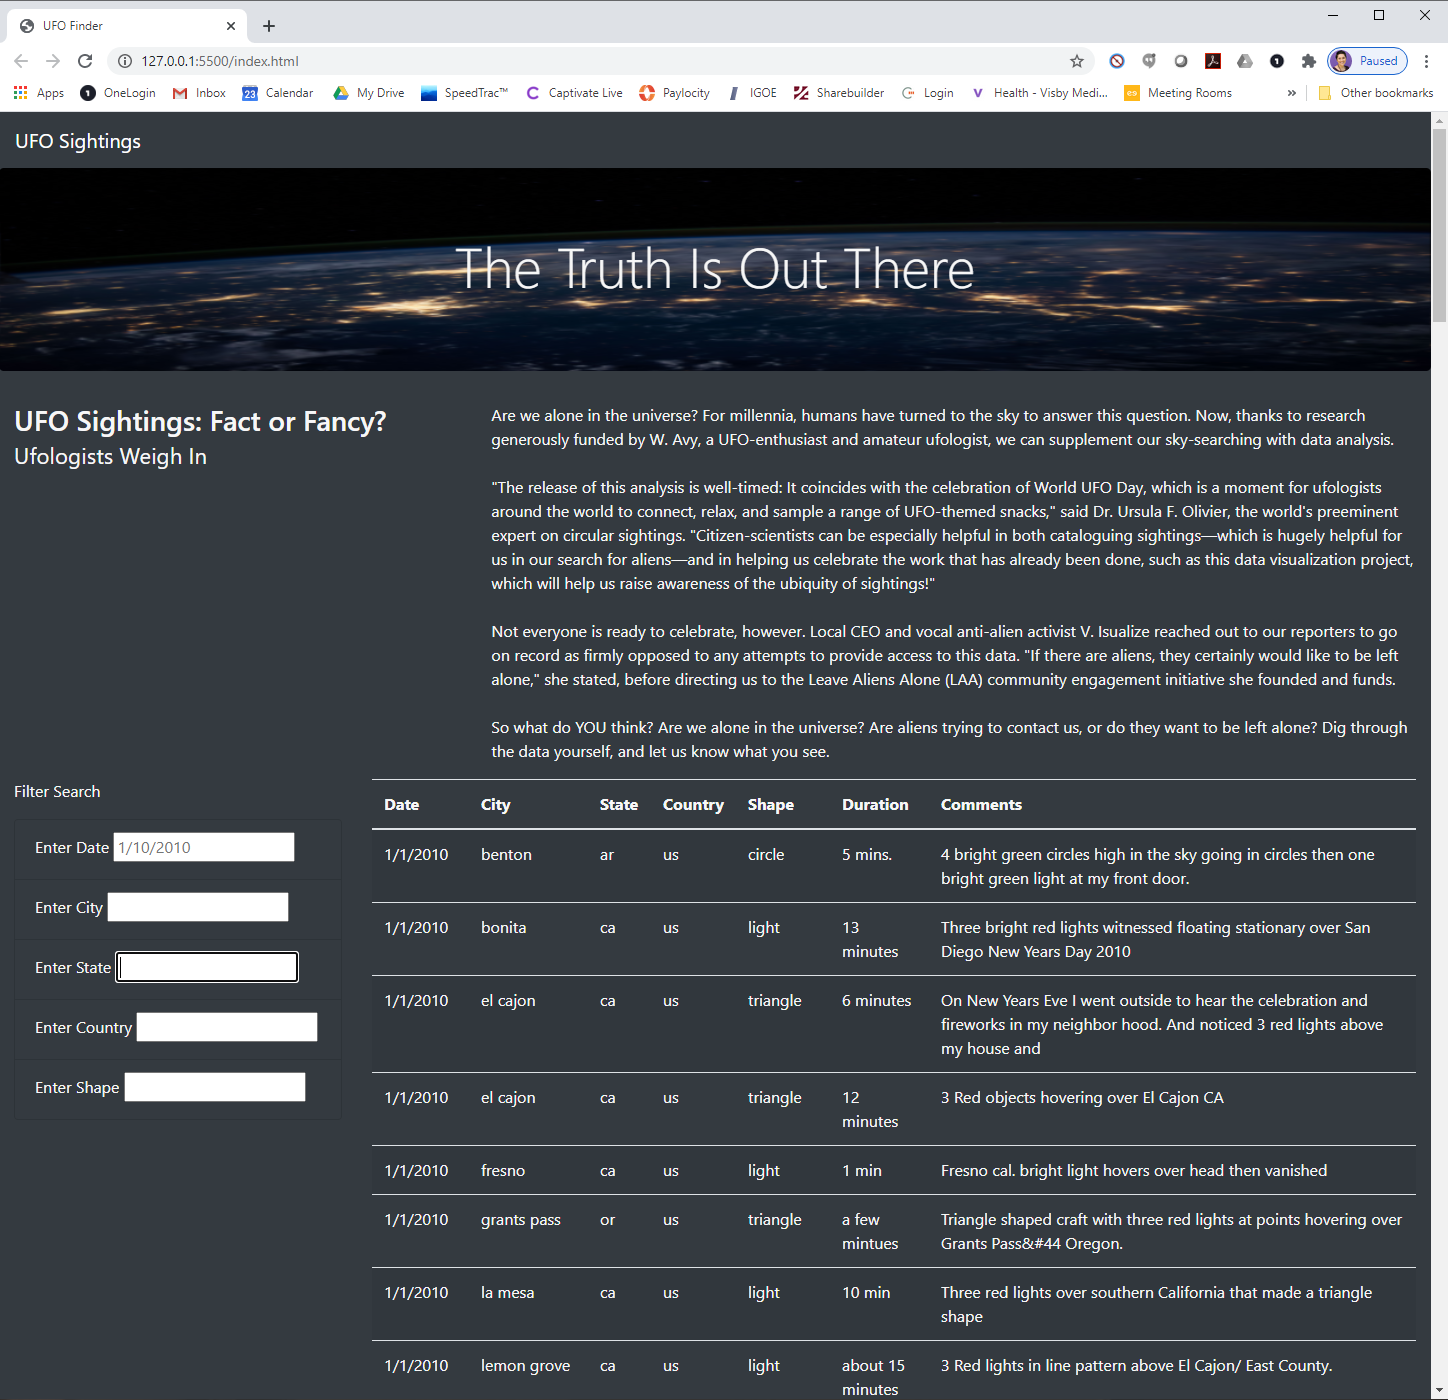 UFO Finder
127.0.0.1:5500/index.html
Paused
Apps
OneLogin
Inbox
23
Calendar
My Drive
SpeedTrac™
Captivate Live
Paylocity
IGOE
Sharebuilder
Login
Health - Visby Medi...
Meeting Rooms
Other bookmarks
UFO Sightings
The Truth Is Out There
UFO Sightings: Fact or Fancy?
Ufologists Weigh In
Are we alone in the universe? For millennia, humans have turned to the sky to answer this question. Now, thanks to research
generously funded by W. Avy, a UFO-enthusiast and amateur ufologist, we can supplement our sky-searching with data analysis.
"The release of this analysis is well-timed: It coincides with the celebration of World UFO Day, which is a moment for ufologists
around the world to connect, relax, and sample a range of UFO-themed snacks," said Dr. Ursula F. Olivier, the world's preeminent
expert on circular sightings. "Citizen-scientists can be especially helpful in both cataloguing sightings—which is hugely helpful for
us in our search for aliens—and in helping us celebrate the work that has already been done, such as this data visualization project,
which will help us raise awareness of the ubiquity of sightings!"
Not everyone is ready to celebrate, however. Local CEO and vocal anti-alien activist V. Isualize reached out to our reporters to go
on record as firmly opposed to any attempts to provide access to this data. "If there are aliens, they certainly would like to be left
alone," she stated, before directing us to the Leave Aliens Alone (LAA) community engagement initiative she founded and funds.
So what do YOU think? Are we alone in the universe? Are aliens trying to contact us, or do they want to be left alone? Dig through
the data yourself, and let us know what you see.
Filter Search
Enter Date 1/10/2010
Enter City
Enter State
Enter Country
Enter Shape
Date City State Country Shape Duration Comments
1/1/2010 benton ar us circle 5 mins. 4 bright green circles high in the sky going in circles then one
bright green light at my front door.
1/1/2010 bonita ca us light 13 Three bright red lights witnessed floating stationary over San
minutes Diego New Years Day 2010
1/1/2010 el cajon ca us triangle 6 minutes On New Years Eve I went outside to hear the celebration and
fireworks in my neighbor hood. And noticed 3 red lights above
my house and
1/1/2010 el cajon ca us triangle 12 3 Red objects hovering over El Cajon CA
minutes
1/1/2010 fresno ca us light 1 min Fresno cal. bright light hovers over head then vanished
1/1/2010 grants pass or us triangle a few Triangle shaped craft with three red lights at points hovering over
mintues Grants Pass&#44 Oregon.
1/1/2010 la mesa ca us light 10 min Three red lights over southern California that made a triangle
shape
1/1/2010 lemon grove ca us light about 15 3 Red lights in line pattern above El Cajon/ East County.
minutes